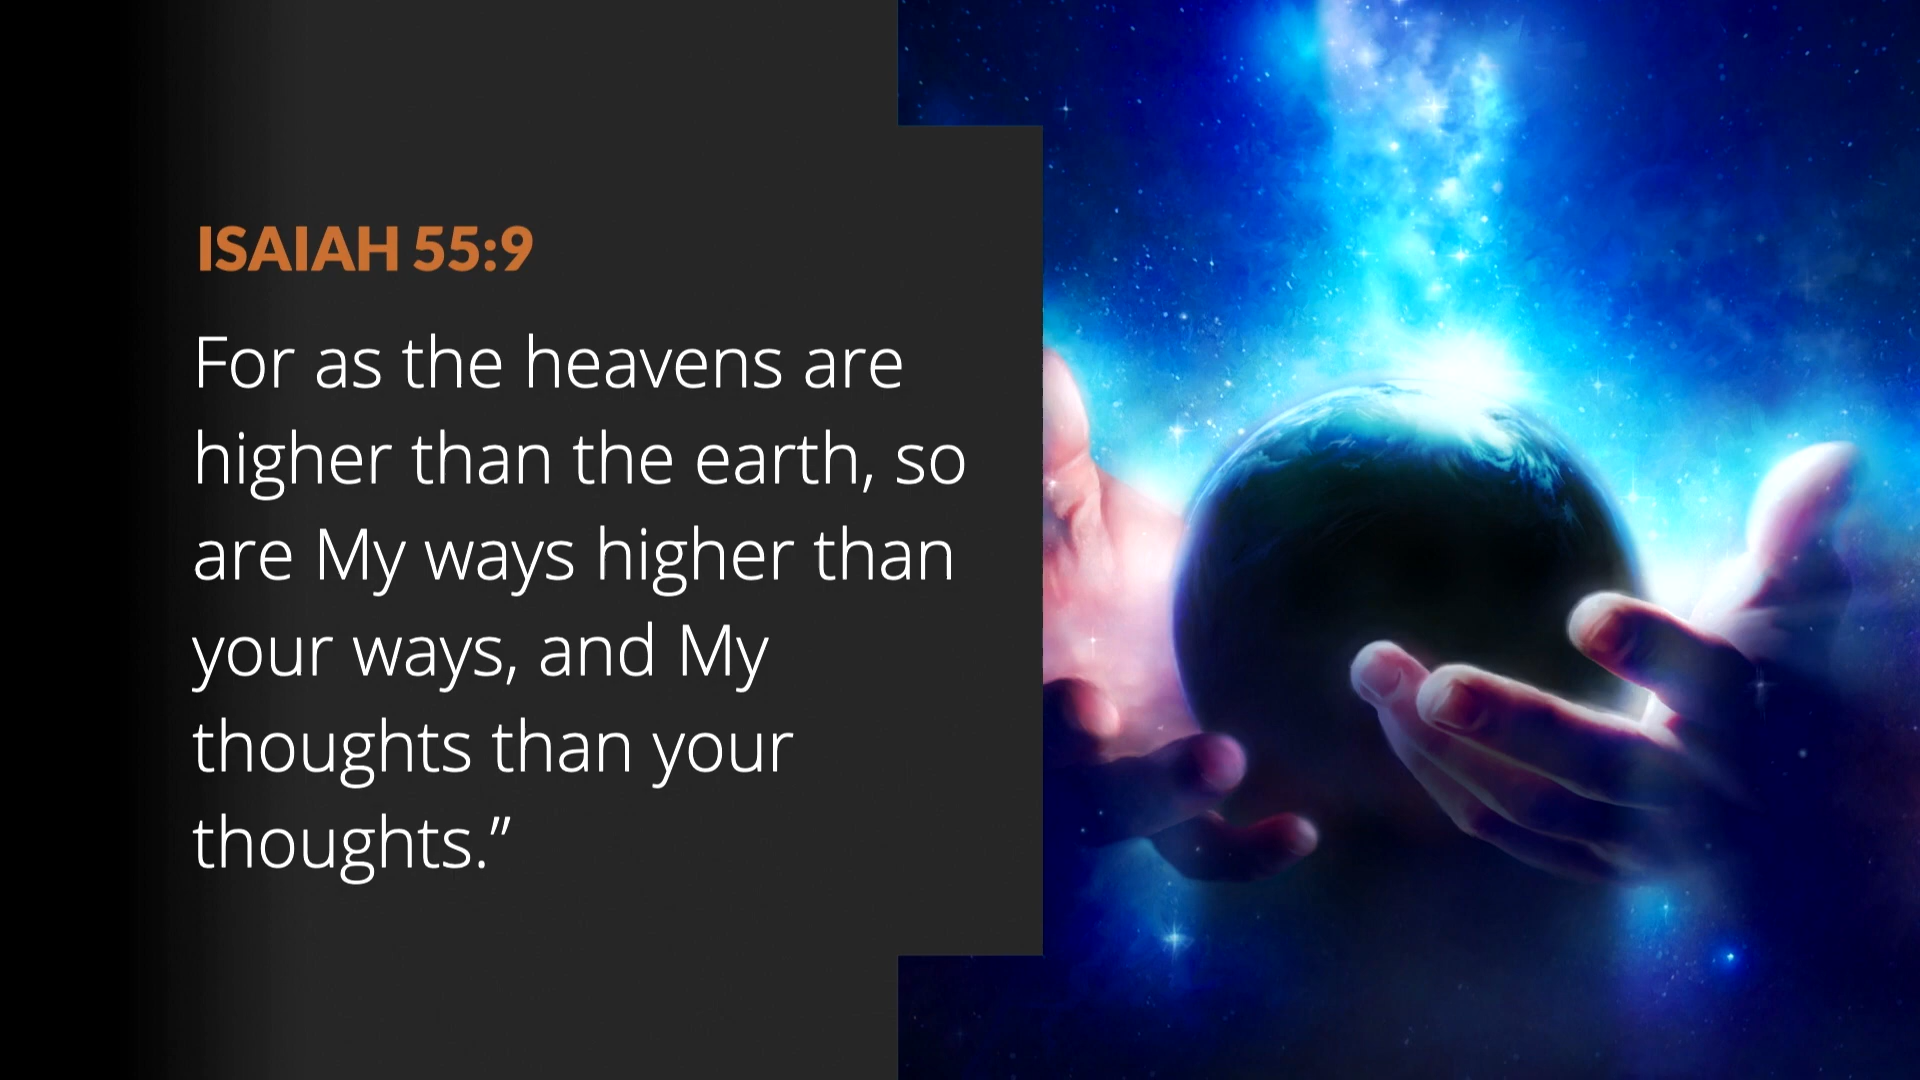 ISAIAH 55:9
For as the heavens are
higher than the earth, so
are My ways higher than
your ways, and My
thoughts than your
thoughts.”